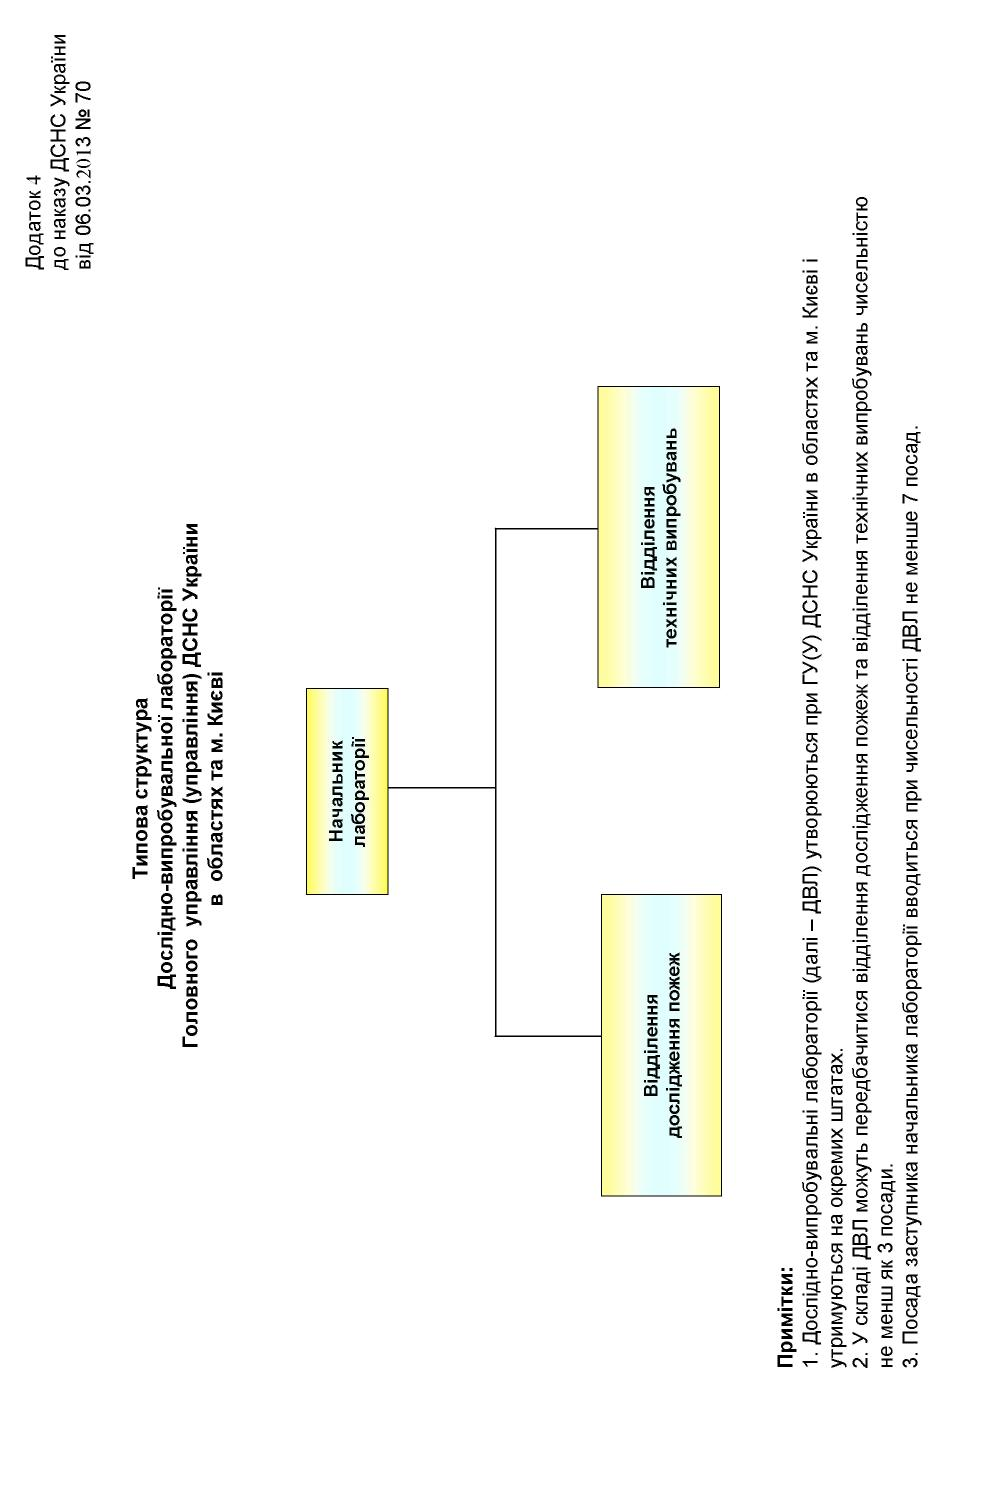 Додаток 4
до наказу ДСНС України
від 06.03.2013 № 70
Типова структура
Дослідно-випробувальної лабораторії
Головного управління (управління) ДСНС України
в областях та м. Києві
Начальник
лабораторії
Відділення
дослідження пожеж
Відділення
технічних випробувань
Примітки:
1. Дослідно-випробувальні лабораторії (далі – ДВЛ) утворюються при ГУ(У) ДСНС України в областях та м. Києві і
утримуються на окремих штатах.
2. У складі ДВЛ можуть передбачитися відділення дослідження пожеж та відділення технічних випробувань чисельністю
не менш як 3 посади.
3. Посада заступника начальника лабораторії вводиться при чисельності ДВЛ не менше 7 посад.